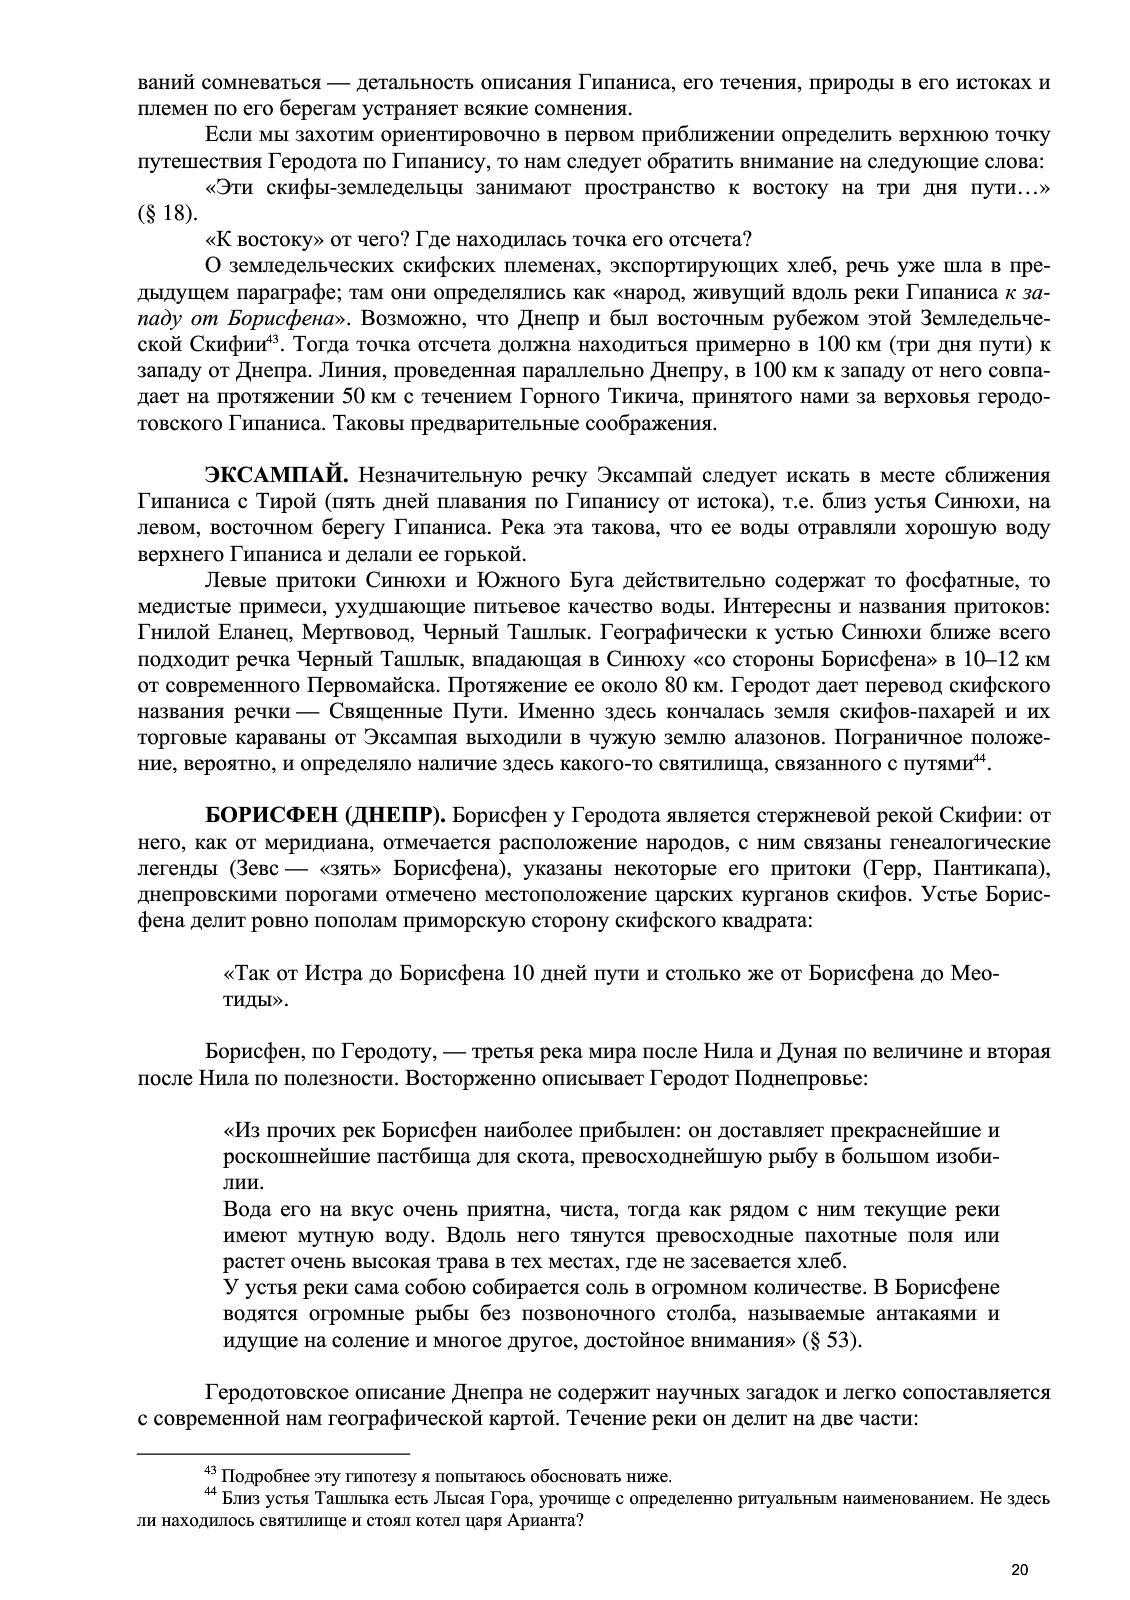 ваний сомневаться — детальность описания Гипаниса, его течения, природы в его истоках и
племен по его берегам устраняет всякие сомнения.
Если мы захотим ориентировочно в первом приближении определить верхнюю точку
путешествия Геродота по Гипанису, то нам следует обратить внимание на следующие слова:
«Эти скифы-земледельцы занимают пространство к востоку на три дня пути…»
(§ 18).
«К востоку» от чего? Где находилась точка его отсчета?
О земледельческих скифских племенах, экспортирующих хлеб, речь уже шла в пре-
дыдущем параграфе; там они определялись как «народ, живущий вдоль реки Гипаниса к за-
паду от Борисфена». Возможно, что Днепр и был восточным рубежом этой Земледельче-
ской Скифии43. Тогда точка отсчета должна находиться примерно в 100 км (три дня пути) к
западу от Днепра. Линия, проведенная параллельно Днепру, в 100 км к западу от него совпа-
дает на протяжении 50 км с течением Горного Тикича, принятого нами за верховья геродо-
товского Гипаниса. Таковы предварительные соображения.
ЭКСАМПАЙ. Незначительную речку Эксампай следует искать в месте сближения
Гипаниса с Тирой (пять дней плавания по Гипанису от истока), т.е. близ устья Синюхи, на
левом, восточном берегу Гипаниса. Река эта такова, что ее воды отравляли хорошую воду
верхнего Гипаниса и делали ее горькой.
Левые притоки Синюхи и Южного Буга действительно содержат то фосфатные, то
медистые примеси, ухудшающие питьевое качество воды. Интересны и названия притоков:
Гнилой Еланец, Мертвовод, Черный Ташлык. Географически к устью Синюхи ближе всего
подходит речка Черный Ташлык, впадающая в Синюху «со стороны Борисфена» в 10–12 км
от современного Первомайска. Протяжение ее около 80 км. Геродот дает перевод скифского
названия речки — Священные Пути. Именно здесь кончалась земля скифов-пахарей и их
торговые караваны от Эксампая выходили в чужую землю алазонов. Пограничное положе-
ние, вероятно, и определяло наличие здесь какого-то святилища, связанного с путями44.
БОРИСФЕН (ДНЕПР). Борисфен у Геродота является стержневой рекой Скифии: от
него, как от меридиана, отмечается расположение народов, с ним связаны генеалогические
легенды (Зевс — «зять» Борисфена), указаны некоторые его притоки (Герр, Пантикапа),
днепровскими порогами отмечено местоположение царских курганов скифов. Устье Борис-
фена делит ровно пополам приморскую сторону скифского квадрата:
«Так от Истра до Борисфена 10 дней пути и столько же от Борисфена до Мео-
тиды».
Борисфен, по Геродоту, — третья река мира после Нила и Дуная по величине и вторая
после Нила по полезности. Восторженно описывает Геродот Поднепровье:
«Из прочих рек Борисфен наиболее прибылен: он доставляет прекраснейшие и
роскошнейшие пастбища для скота, превосходнейшую рыбу в большом изоби-
лии.
Вода его на вкус очень приятна, чиста, тогда как рядом с ним текущие реки
имеют мутную воду. Вдоль него тянутся превосходные пахотные поля или
растет очень высокая трава в тех местах, где не засевается хлеб.
У устья реки сама собою собирается соль в огромном количестве. В Борисфене
водятся огромные рыбы без позвоночного столба, называемые антакаями и
идущие на соление и многое другое, достойное внимания» (§ 53).
Геродотовское описание Днепра не содержит научных загадок и легко сопоставляется
с современной нам географической картой. Течение реки он делит на две части:
43 Подробнее эту гипотезу я попытаюсь обосновать ниже.
44 Близ устья Ташлыка есть Лысая Гора, урочище с определенно ритуальным наименованием. Не здесь
ли находилось святилище и стоял котел царя Арианта?
20